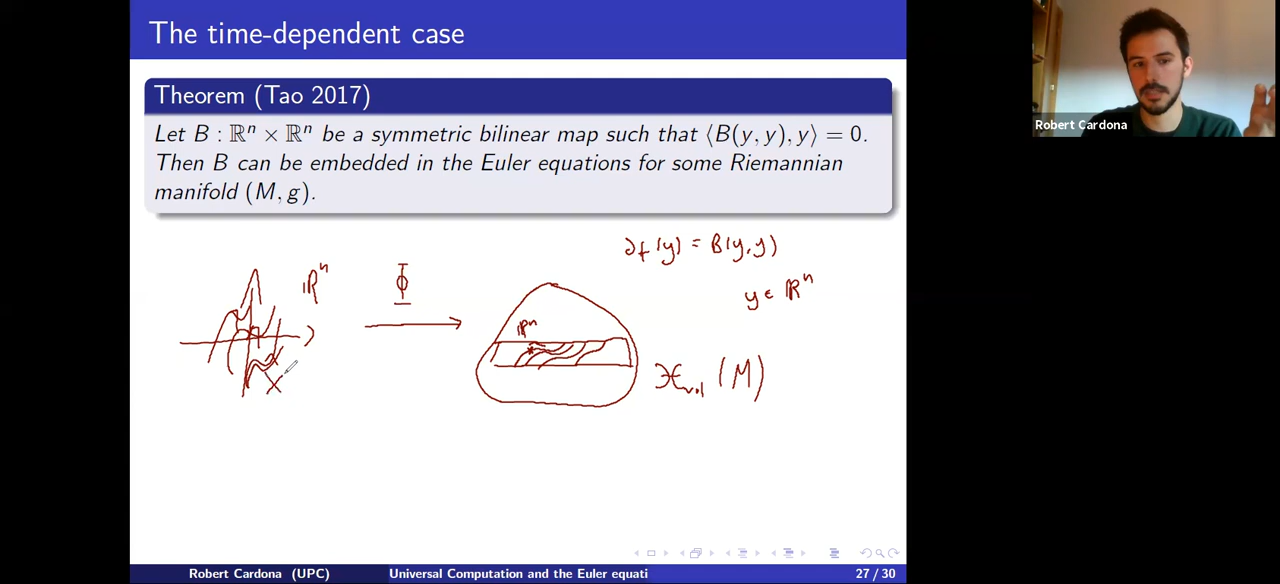 The time-dependent case
Theorem (Tao 2017)
Let B : ℝⁿ × ℝⁿ be a symmetric bilinear map such that ⟨B(y, y), y⟩ = 0.
Then B can be embedded in the Euler equations for some Riemannian
manifold (M, g).
∂t(y) = B(y, y)
y ∈ ℝⁿ
ℝⁿ
Φ
ℝⁿ
X
𝔛vol (M)
Robert Cardona
Robert Cardona (UPC)
Universal Computation and the Euler equati
27 / 30